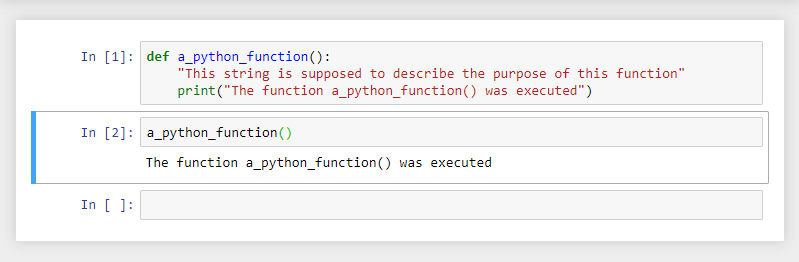 In [1]: def a_python_function():
"This string is supposed to describe the purpose of this function"
print("The function a_python_function() was executed")
In [2]: a_python_function()
The function a_python_function() was executed
In [ ]: